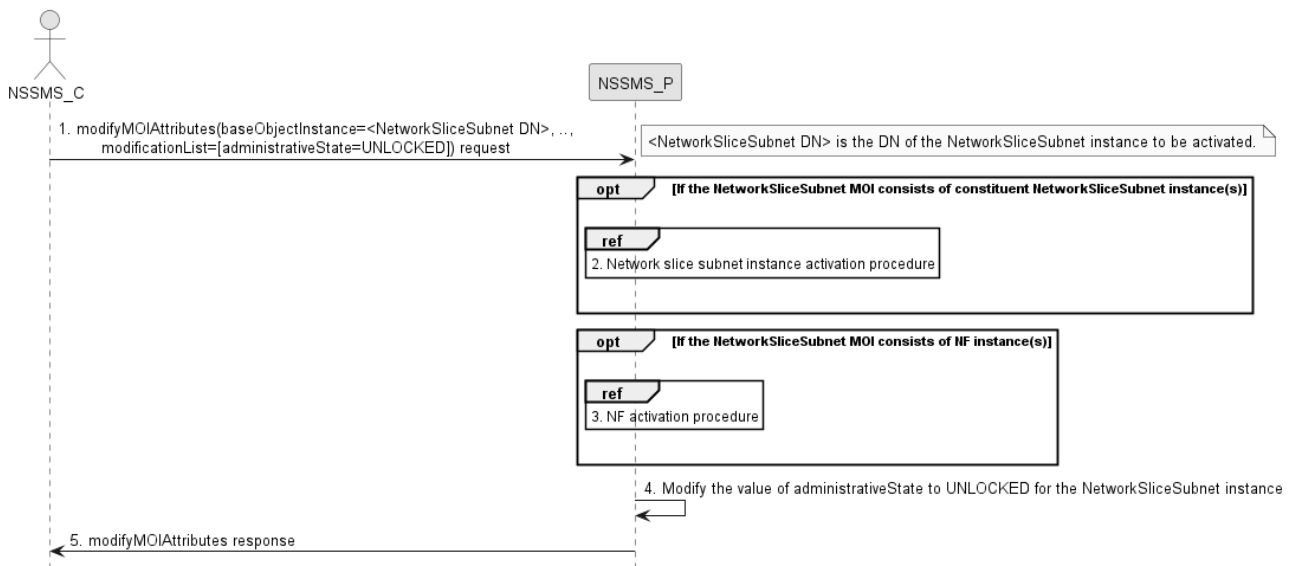 NSSMS_C
NSSMS_P
1. modifyMOIAttributes(baseObjectInstance=<NetworkSliceSubnet DN>, ..,
modificationList=[administrativeState=UNLOCKED]) request
<NetworkSliceSubnet DN> is the DN of the NetworkSliceSubnet instance to be activated.
opt [If the NetworkSliceSubnet MOI consists of constituent NetworkSliceSubnet instance(s)]
ref
2. Network slice subnet instance activation procedure
opt [If the NetworkSliceSubnet MOI consists of NF instance(s)]
ref
3. NF activation procedure
4. Modify the value of administrativeState to UNLOCKED for the NetworkSliceSubnet instance
5. modifyMOIAttributes response